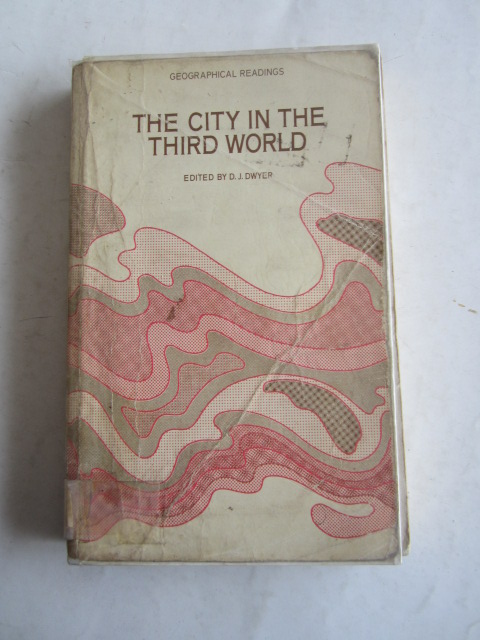 GEOGRAPHICAL READINGS
THE CITY IN THE
THIRD WORLD
EDITED BY D. J. DWYER